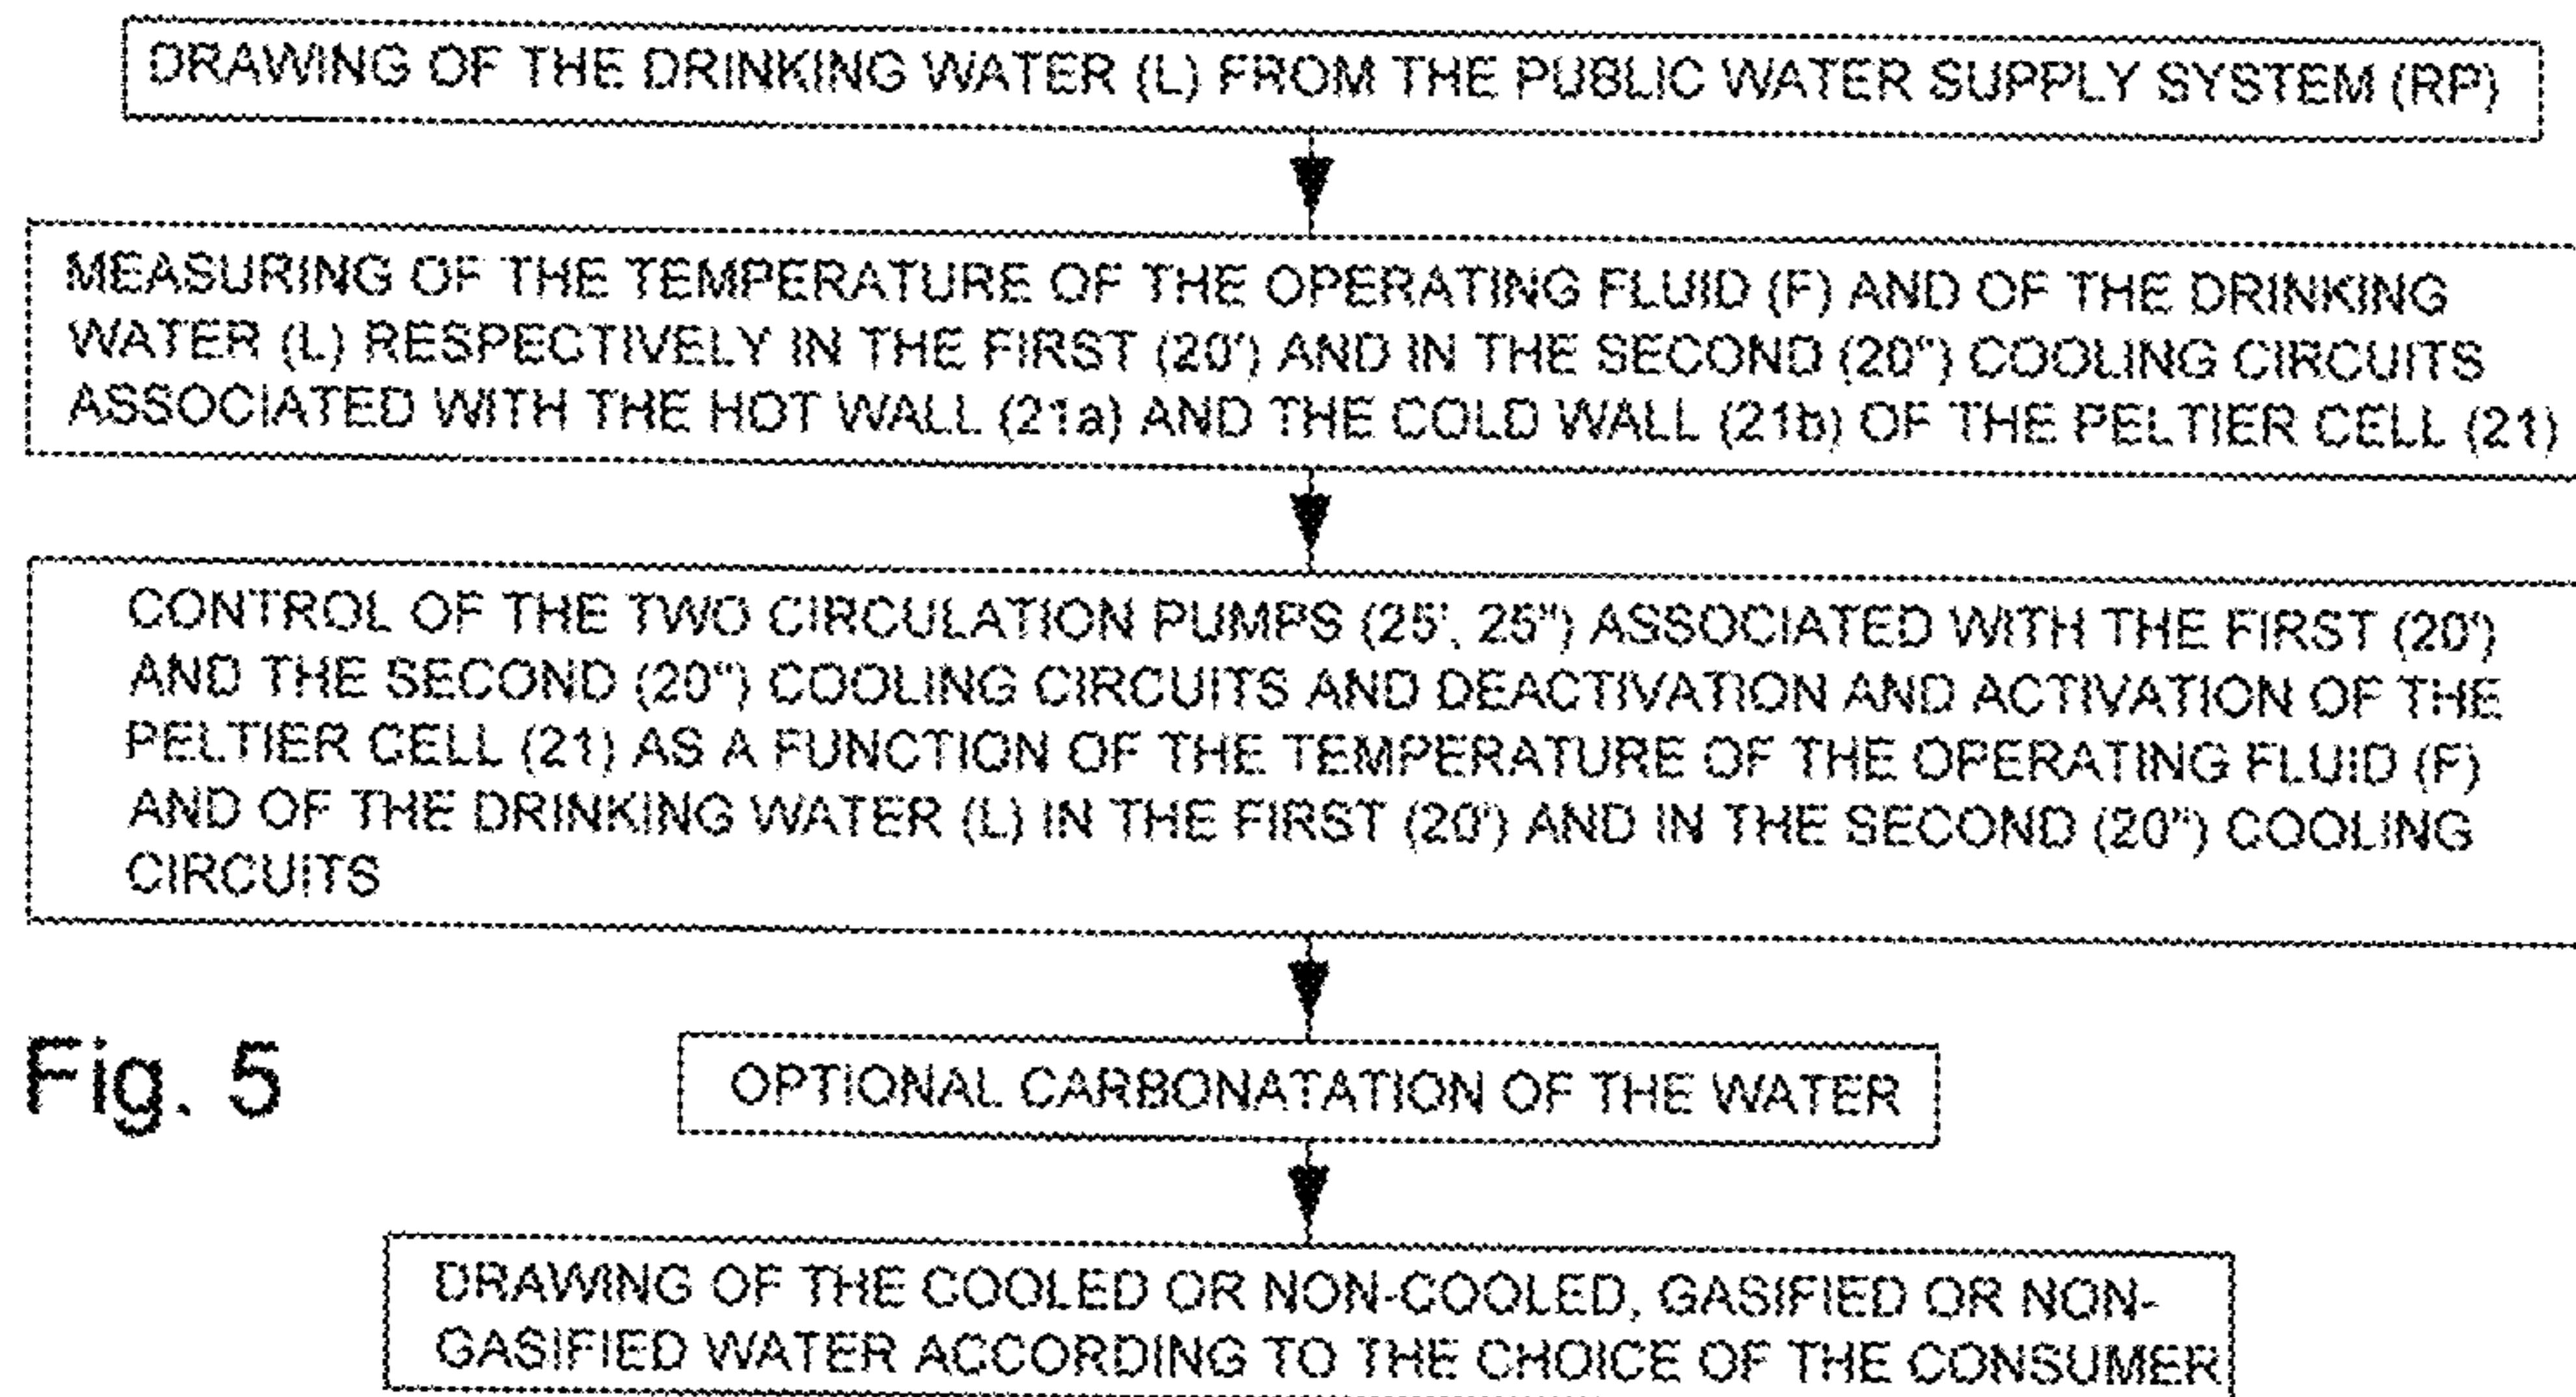 DRAWING OF THE DRINKING WATER (L) FROM THE PUBLIC WATER SUPPLY SYSTEM (RP)
MEASURING OF THE TEMPERATURE OF THE OPERATING FLUID (F) AND OF THE DRINKING
WATER (L) RESPECTIVELY IN THE FIRST (20') AND IN THE SECOND (20") COOLING CIRCUITS
ASSOCIATED WITH THE HOT WALL (21a) AND THE COLD WALL (21b) OF THE PELTIER CELL (21)
CONTROL OF THE TWO CIRCULATION PUMPS (25', 25") ASSOCIATED WITH THE FIRST (20')
AND THE SECOND (20") COOLING CIRCUITS AND DEACTIVATION AND ACTIVATION OF THE
PELTIER CELL (21) AS A FUNCTION OF THE TEMPERATURE OF THE OPERATING FLUID (F)
AND OF THE DRINKING WATER (L) IN THE FIRST (20') AND IN THE SECOND (20") COOLING
CIRCUITS
Fig. 5
OPTIONAL CARBONATATION OF THE WATER
DRAWING OF THE COOLED OR NON-COOLED, GASIFIED OR NON-
GASIFIED WATER ACCORDING TO THE CHOICE OF THE CONSUMER